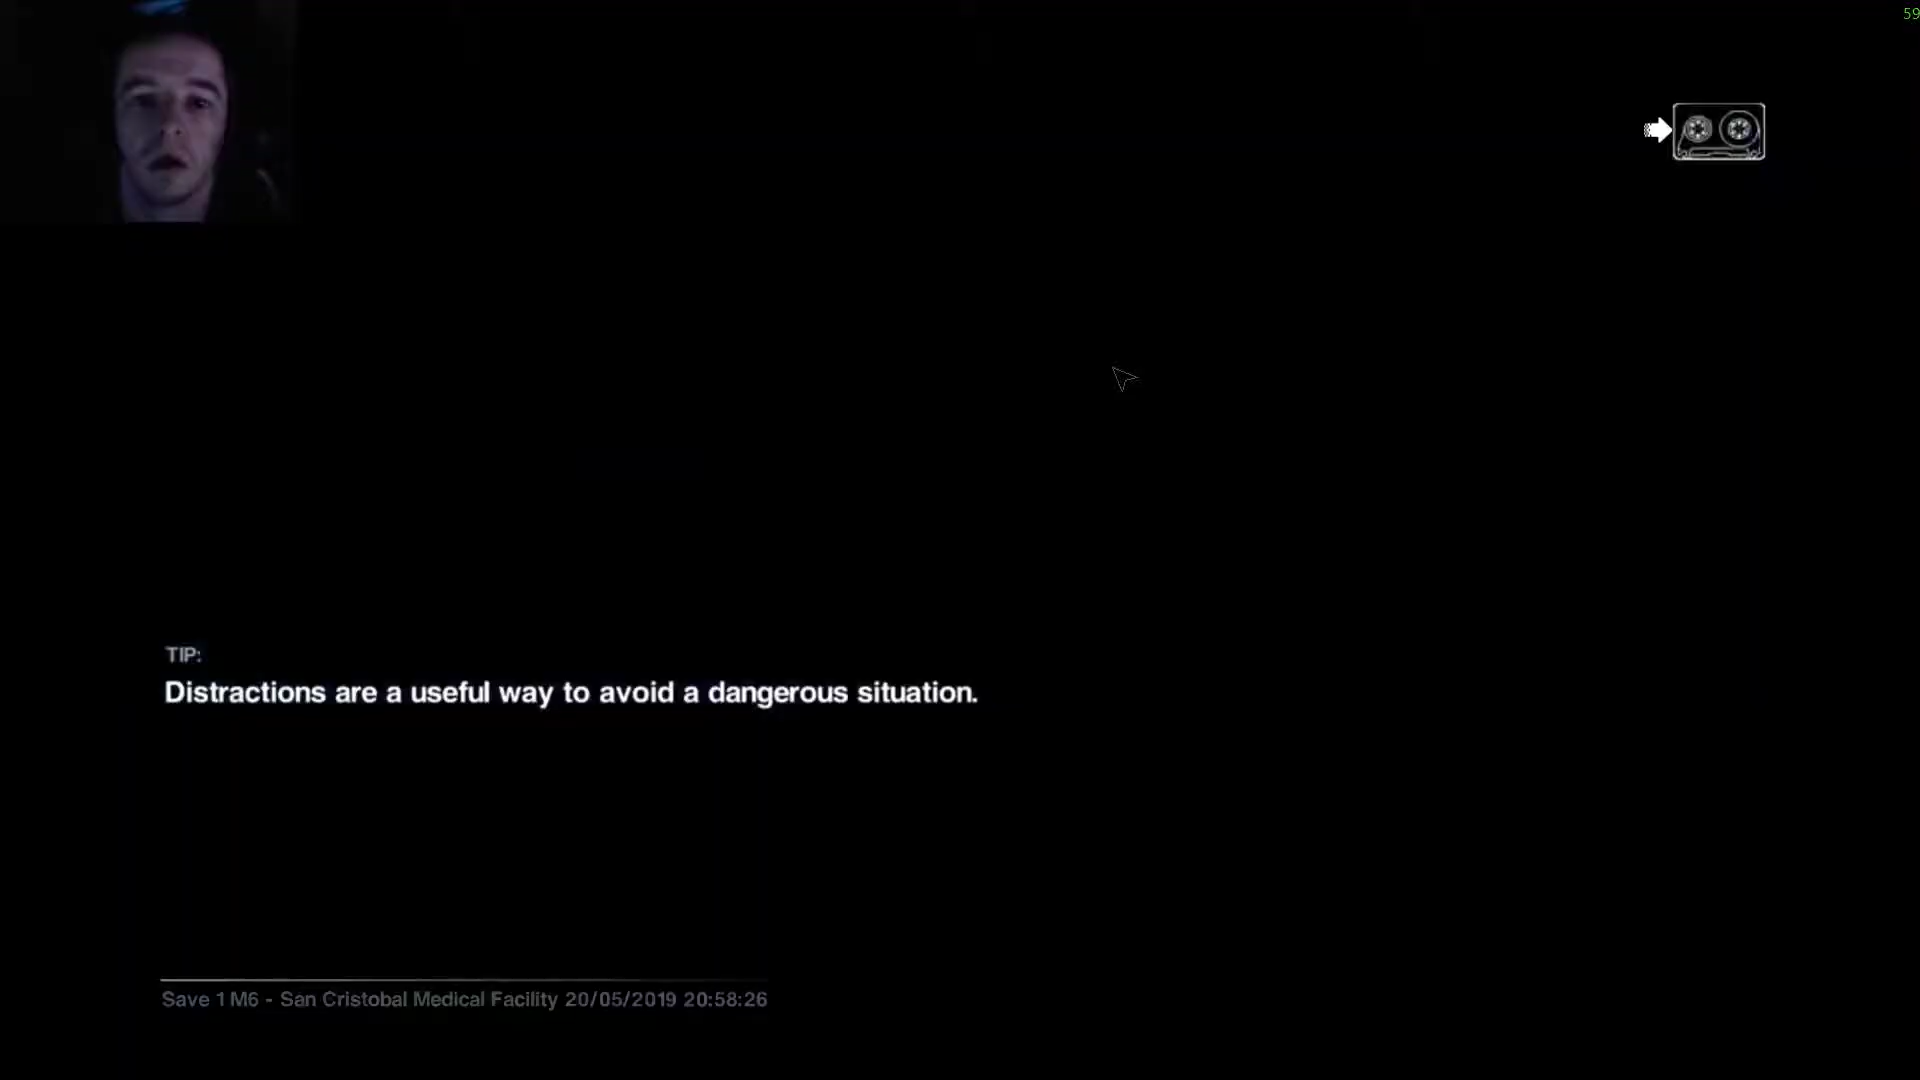 59
TIP:
Distractions are a useful way to avoid a dangerous situation.
Save 1 M6 - San Cristobal Medical Facility 20/05/2019 20:58:26